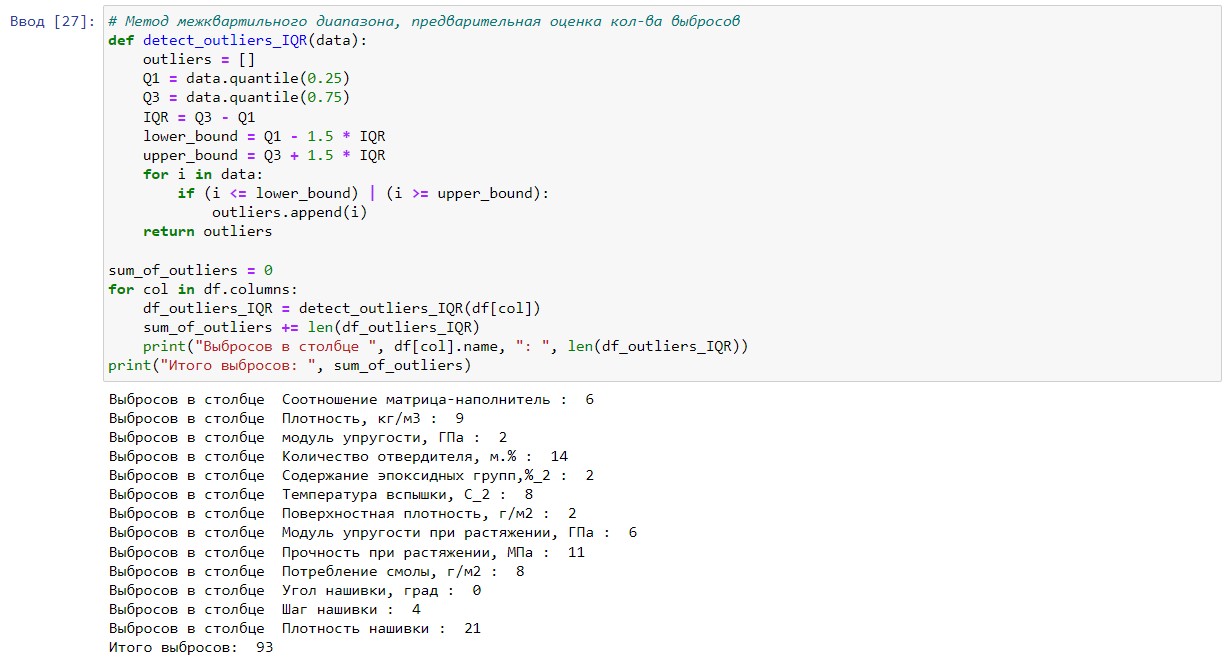 Ввод [27]: # Метод межквартильного диапазона, предварительная оценка кол-ва выбросов
def detect_outliers_IQR(data):
    outliers = []
    Q1 = data.quantile(0.25)
    Q3 = data.quantile(0.75)
    IQR = Q3 - Q1
    lower_bound = Q1 - 1.5 * IQR
    upper_bound = Q3 + 1.5 * IQR
    for i in data:
        if (i <= lower_bound) | (i >= upper_bound):
            outliers.append(i)
    return outliers

sum_of_outliers = 0
for col in df.columns:
    df_outliers_IQR = detect_outliers_IQR(df[col])
    sum_of_outliers += len(df_outliers_IQR)
    print("Выбросов в столбце ", df[col].name, ": ", len(df_outliers_IQR))
print("Итого выбросов: ", sum_of_outliers)
Выбросов в столбце  Соотношение матрица-наполнитель :  6
Выбросов в столбце  Плотность, кг/м3 :  9
Выбросов в столбце  модуль упругости, ГПа :  2
Выбросов в столбце  Количество отвердителя, м.% :  14
Выбросов в столбце  Содержание эпоксидных групп,%_2 :  2
Выбросов в столбце  Температура вспышки, С_2 :  8
Выбросов в столбце  Поверхностная плотность, г/м2 :  2
Выбросов в столбце  Модуль упругости при растяжении, ГПа :  6
Выбросов в столбце  Прочность при растяжении, МПа :  11
Выбросов в столбце  Потребление смолы, г/м2 :  8
Выбросов в столбце  Угол нашивки, град :  0
Выбросов в столбце  Шаг нашивки :  4
Выбросов в столбце  Плотность нашивки :  21
Итого выбросов:  93